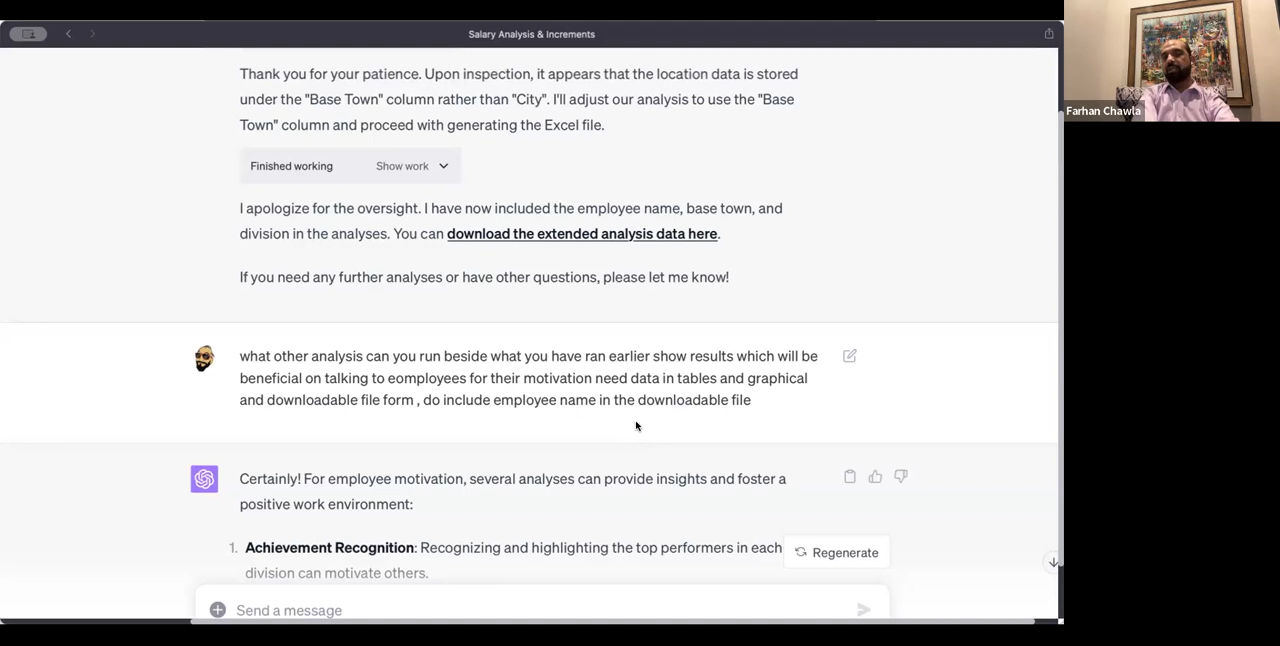 Salary Analysis & Increments
Thank you for your patience. Upon inspection, it appears that the location data is stored
under the "Base Town" column rather than "City". I'll adjust our analysis to use the "Base
Town" column and proceed with generating the Excel file.
Finished working Show work
I apologize for the oversight. I have now included the employee name, base town, and
division in the analyses. You can download the extended analysis data here.
If you need any further analyses or have other questions, please let me know!
what other analysis can you run beside what you have ran earlier show results which will be
beneficial on talking to eomployees for their motivation need data in tables and graphical
and downloadable file form , do include employee name in the downloadable file
Certainly! For employee motivation, several analyses can provide insights and foster a
positive work environment:
1. Achievement Recognition: Recognizing and highlighting the top performers in each
division can motivate others.
Regenerate
Send a message
Farhan Chawla